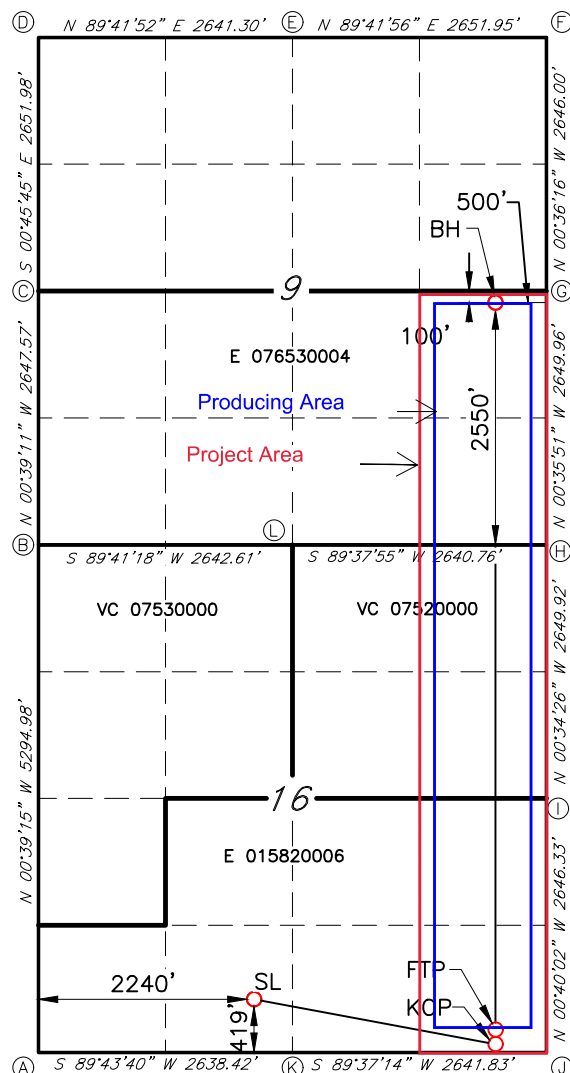 D
E
F
N 89°41'52" E 2641.30'
N 89°41'56" E 2651.95'
S 00°45'45" E 2651.98'
N 00°36'16" W 2646.00'
500'
BH
C
9
G
100'
E 076530004
Producing Area
Project Area
2550'
N 00°39'11" W 2647.57'
N 00°35'51" W 2649.96'
L
B
H
S 89°41'18" W 2642.61'
S 89°37'55" W 2640.76'
VC 07530000
VC 07520000
N 00°34'26" W 2649.92'
N 00°39'15" W 5294.98'
16
I
E 015820006
N 00°40'02" W 2646.33'
FTP
2240'
SL
KOP
419'
A
S 89°43'40" W 2638.42'
K
S 89°37'14" W 2641.83'
J